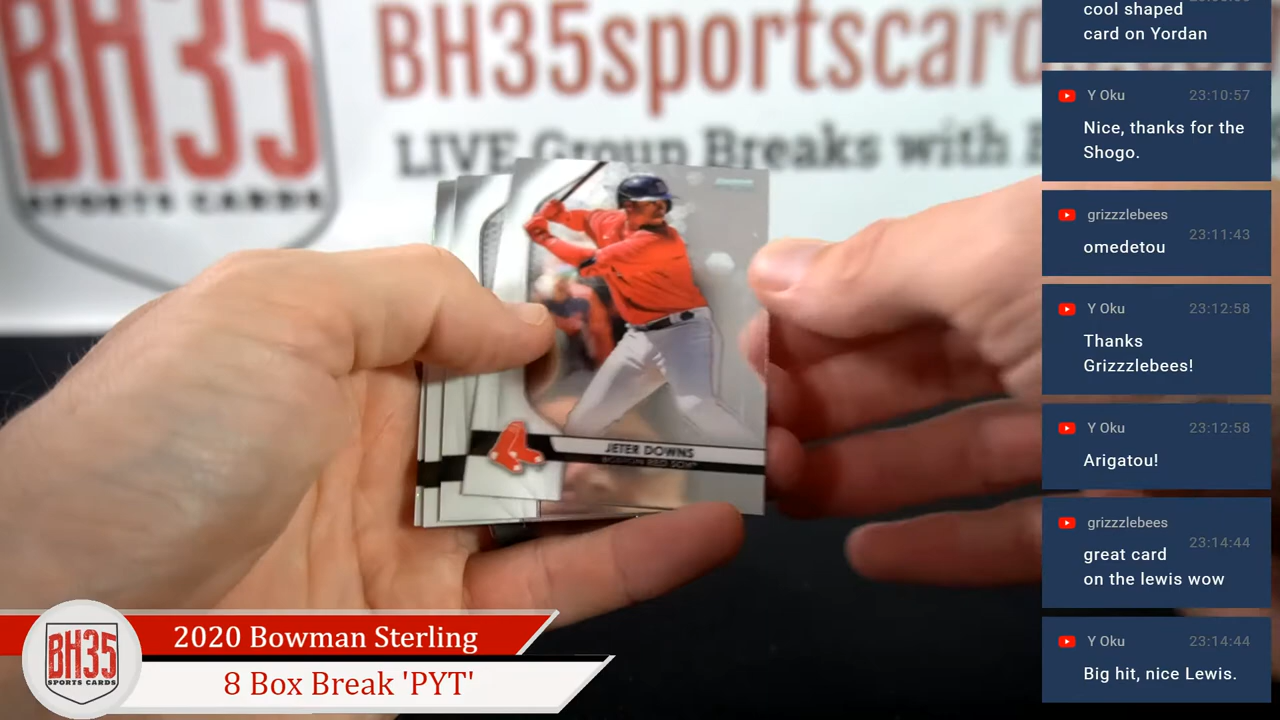 BH35
SPORTS CARDS
BH35sportscards.com
LIVE Group Breaks with
JETER DOWNS
BOSTON RED SOX
2020 Bowman Sterling
8 Box Break 'PYT'
BH35
SPORTS CARDS
cool shaped
card on Yordan
Y Oku 23:10:57
Nice, thanks for the
Shogo.
grizzzlebees 23:11:43
omedetou
Y Oku 23:12:58
Thanks
Grizzzlebees!
Y Oku 23:12:58
Arigatou!
grizzzlebees 23:14:44
great card
on the lewis wow
Y Oku 23:14:44
Big hit, nice Lewis.